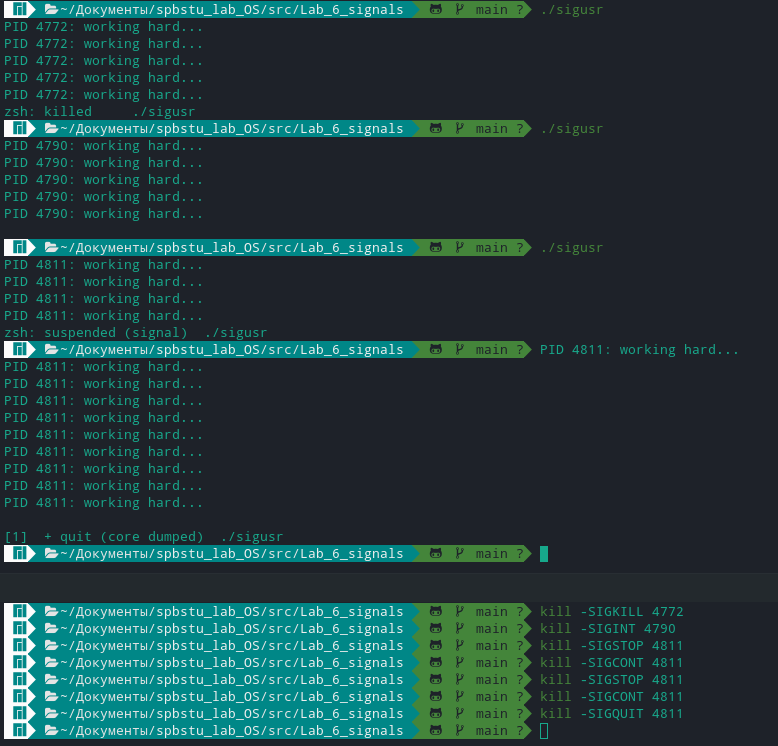 ~/Документы/spbstu_lab_OS/src/Lab_6_signals main ? ./sigusr
PID 4772: working hard...
PID 4772: working hard...
PID 4772: working hard...
PID 4772: working hard...
PID 4772: working hard...
zsh: killed     ./sigusr
~/Документы/spbstu_lab_OS/src/Lab_6_signals main ? ./sigusr
PID 4790: working hard...
PID 4790: working hard...
PID 4790: working hard...
PID 4790: working hard...
PID 4790: working hard...
~/Документы/spbstu_lab_OS/src/Lab_6_signals main ? ./sigusr
PID 4811: working hard...
PID 4811: working hard...
PID 4811: working hard...
PID 4811: working hard...
zsh: suspended (signal)  ./sigusr
~/Документы/spbstu_lab_OS/src/Lab_6_signals main ? PID 4811: working hard...
PID 4811: working hard...
PID 4811: working hard...
PID 4811: working hard...
PID 4811: working hard...
PID 4811: working hard...
PID 4811: working hard...
PID 4811: working hard...
PID 4811: working hard...
PID 4811: working hard...
[1]  + quit (core dumped)  ./sigusr
~/Документы/spbstu_lab_OS/src/Lab_6_signals main ?
~/Документы/spbstu_lab_OS/src/Lab_6_signals main ? kill -SIGKILL 4772
~/Документы/spbstu_lab_OS/src/Lab_6_signals main ? kill -SIGINT 4790
~/Документы/spbstu_lab_OS/src/Lab_6_signals main ? kill -SIGSTOP 4811
~/Документы/spbstu_lab_OS/src/Lab_6_signals main ? kill -SIGCONT 4811
~/Документы/spbstu_lab_OS/src/Lab_6_signals main ? kill -SIGSTOP 4811
~/Документы/spbstu_lab_OS/src/Lab_6_signals main ? kill -SIGCONT 4811
~/Документы/spbstu_lab_OS/src/Lab_6_signals main ? kill -SIGQUIT 4811
~/Документы/spbstu_lab_OS/src/Lab_6_signals main ?